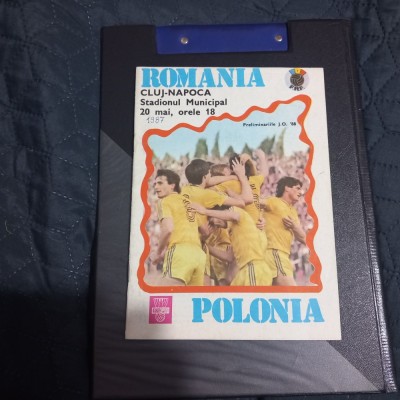 ROMANIA
CLUJ-NAPOCA
Stadionul Municipal
20 mai, orele 18
1987
Preliminariile J.O. '88
POLONIA